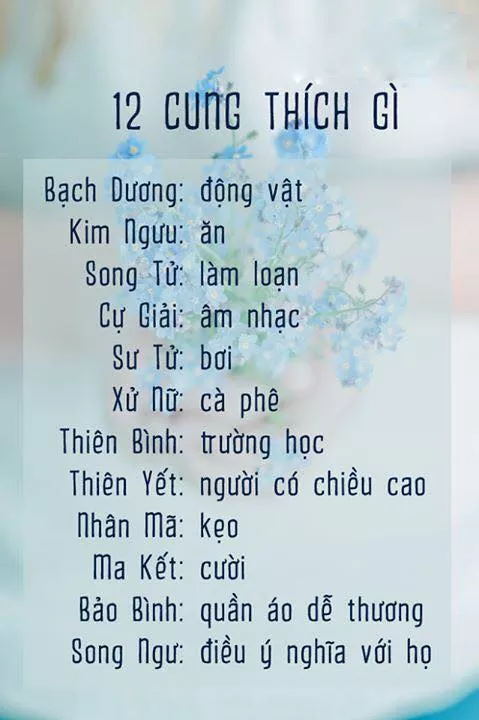 12 CUNG THÍCH GÌ
Bạch Dương: động vật
Kim Ngưu: ăn
Song Tử: làm loạn
Cự Giải: âm nhạc
Sư Tử: bơi
Xử Nữ: cà phê
Thiên Bình: trường học
Thiên Yết: người có chiều cao
Nhân Mã: kẹo
Ma Kết: cười
Bảo Bình: quần áo dễ thương
Song Ngư: điều ý nghĩa với họ